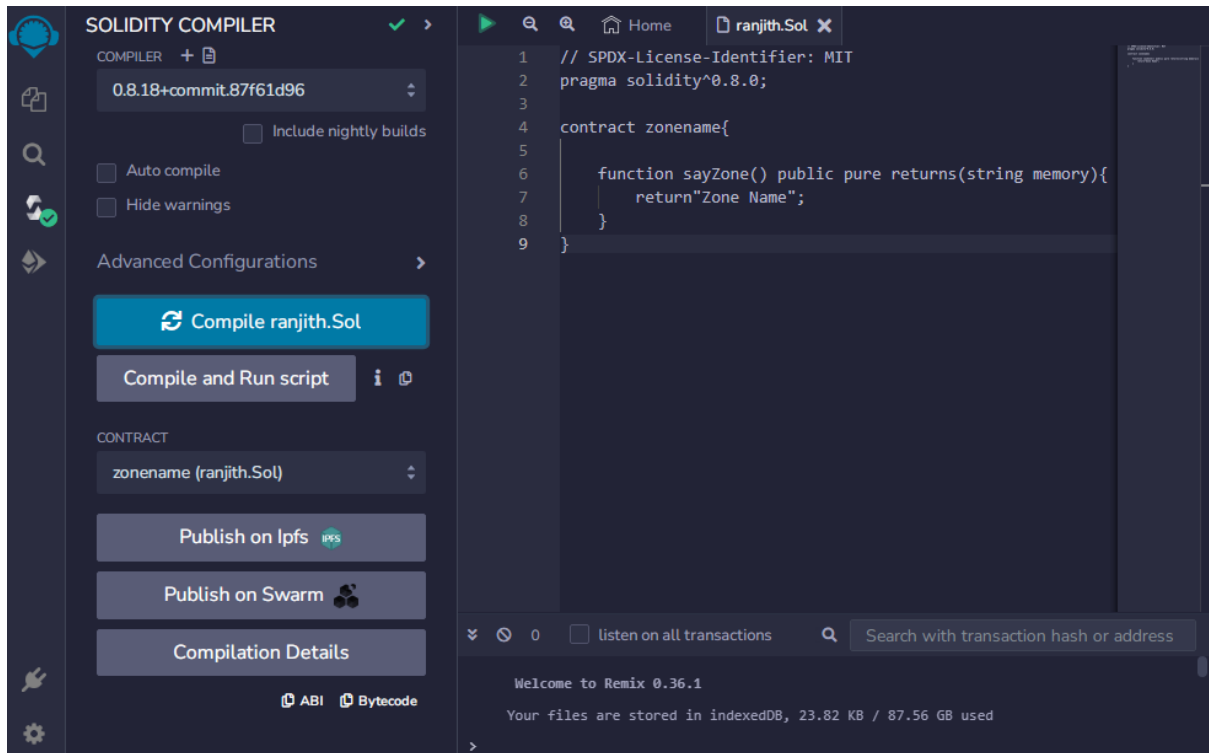 SOLIDITY COMPILER
COMPILER
0.8.18+commit.87f61d96
Include nightly builds
Auto compile
Hide warnings
Advanced Configurations
Compile ranjith.Sol
Compile and Run script
i
CONTRACT
zonename (ranjith.Sol)
Publish on Ipfs IPFS
Publish on Swarm
Compilation Details
ABI Bytecode
Home ranjith.Sol
1 // SPDX-License-Identifier: MIT
2 pragma solidity^0.8.0;
3
4 contract zonename{
5
6 function sayZone() public pure returns(string memory){
7 return"Zone Name";
8 }
9 }
0 listen on all transactions Search with transaction hash or address
Welcome to Remix 0.36.1
Your files are stored in indexedDB, 23.82 KB / 87.56 GB used
>